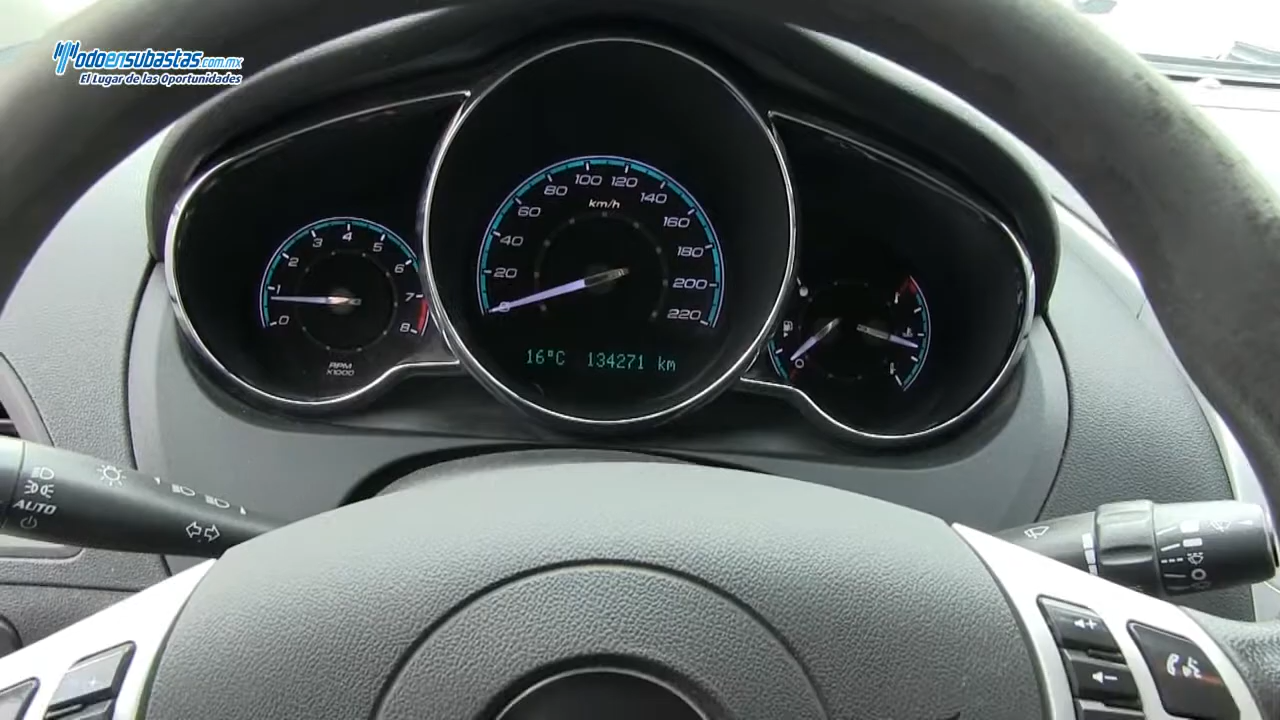 Todoensubastas.com.mx
El Lugar de las Oportunidades
0 1 2 3 4 5 6 7 8
RPM
X1000
0 20 40 60 80 100 120 140 160 180 200 220
km/h
16°C 134271 km
AUTO